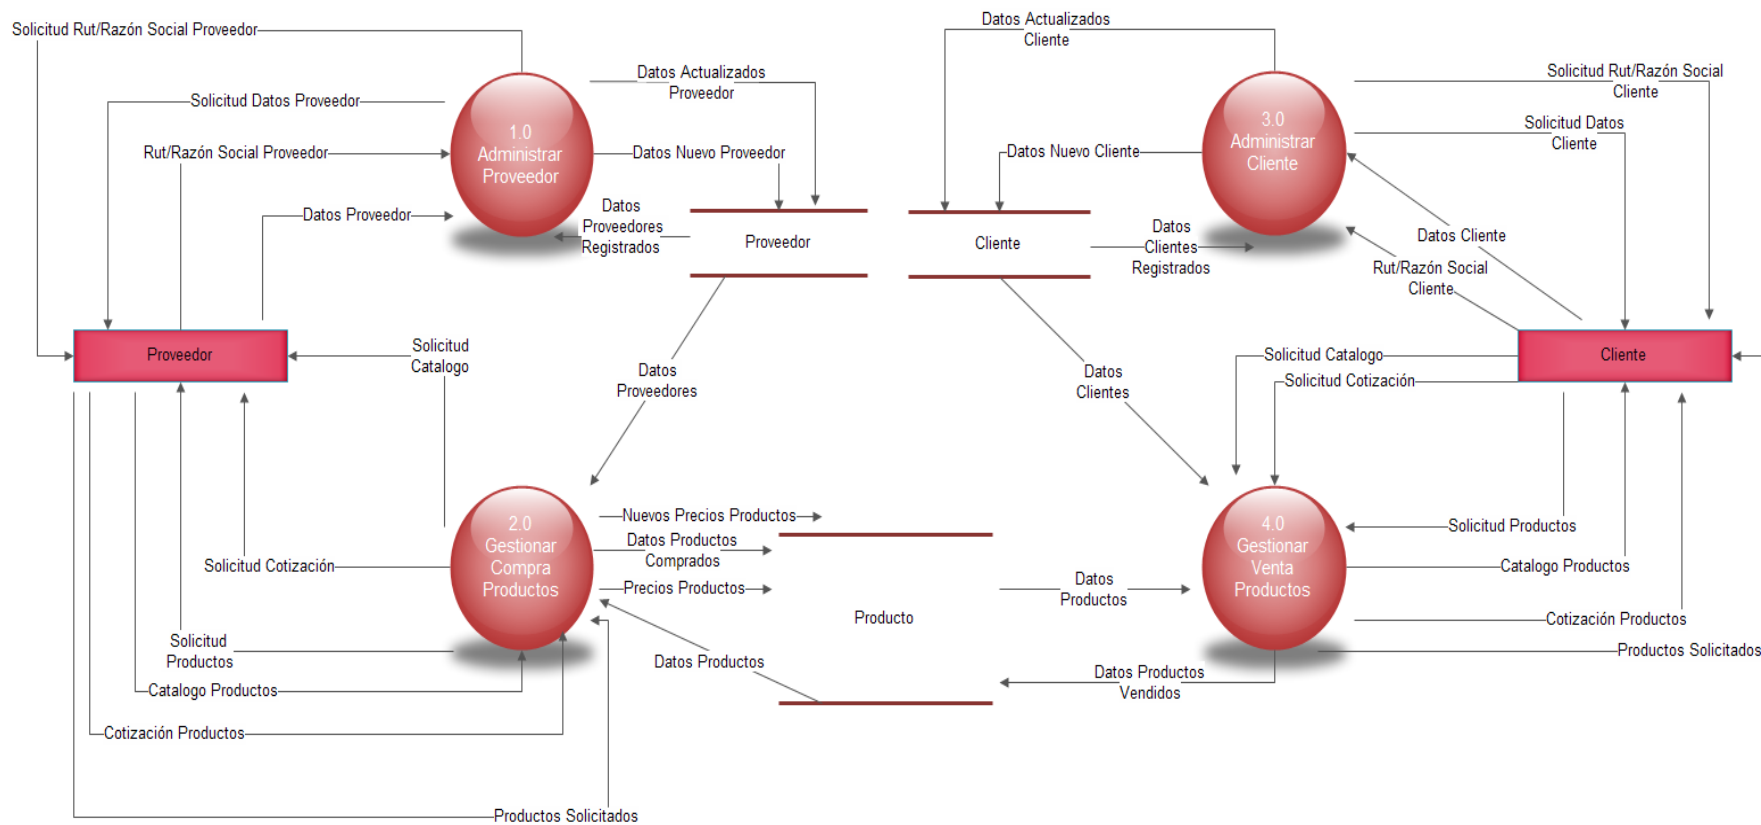 Solicitud Rut/Razón Social Proveedor
Datos Actualizados
Proveedor
Solicitud Datos Proveedor
1.0
Administrar
Proveedor
Rut/Razón Social Proveedor
Datos Nuevo Proveedor
Datos Proveedor
Datos
Proveedores
Registrados
Proveedor
Datos Actualizados
Cliente
Solicitud Rut/Razón Social
Cliente
3.0
Administrar
Cliente
Solicitud Datos
Cliente
Datos Nuevo Cliente
Cliente
Datos
Clientes
Registrados
Datos Cliente
Rut/Razón Social
Cliente
Proveedor
Solicitud
Catalogo
Datos
Proveedores
Datos
Clientes
Solicitud Catalogo
Solicitud Cotización
Cliente
2.0
Gestionar
Compra
Productos
Nuevos Precios Productos
Datos Productos
Comprados
Precios Productos
Solicitud Cotización
Producto
Datos
Productos
4.0
Gestionar
Venta
Productos
Solicitud Productos
Catalogo Productos
Cotización Productos
Productos Solicitados
Solicitud
Productos
Datos Productos
Datos Productos
Vendidos
Catalogo Productos
Cotización Productos
Productos Solicitados